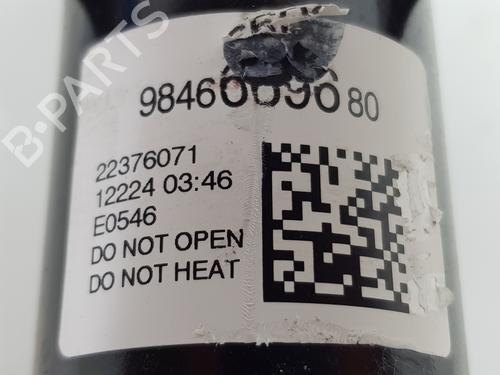 9846069680
22376071
12224 03:46
E0546
DO NOT OPEN
DO NOT HEAT
B-PARTS